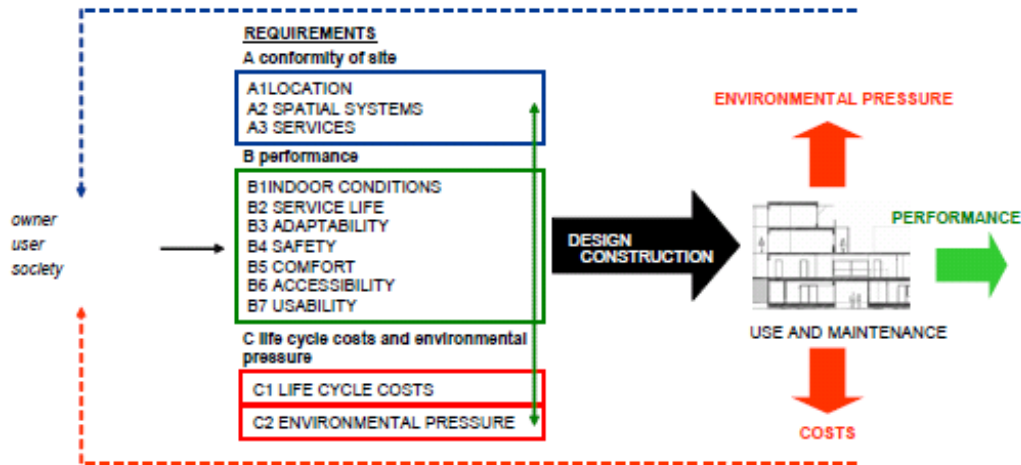 REQUIREMENTS
A conformity of site
A1LOCATION
A2 SPATIAL SYSTEMS
A3 SERVICES
B performance
B1INDOOR CONDITIONS
B2 SERVICE LIFE
B3 ADAPTABILITY
B4 SAFETY
B5 COMFORT
B6 ACCESSIBILITY
B7 USABILITY
C life cycle costs and environmental
pressure
C1 LIFE CYCLE COSTS
C2 ENVIRONMENTAL PRESSURE
owner
user
society
DESIGN
CONSTRUCTION
ENVIRONMENTAL PRESSURE
PERFORMANCE
USE AND MAINTENANCE
COSTS